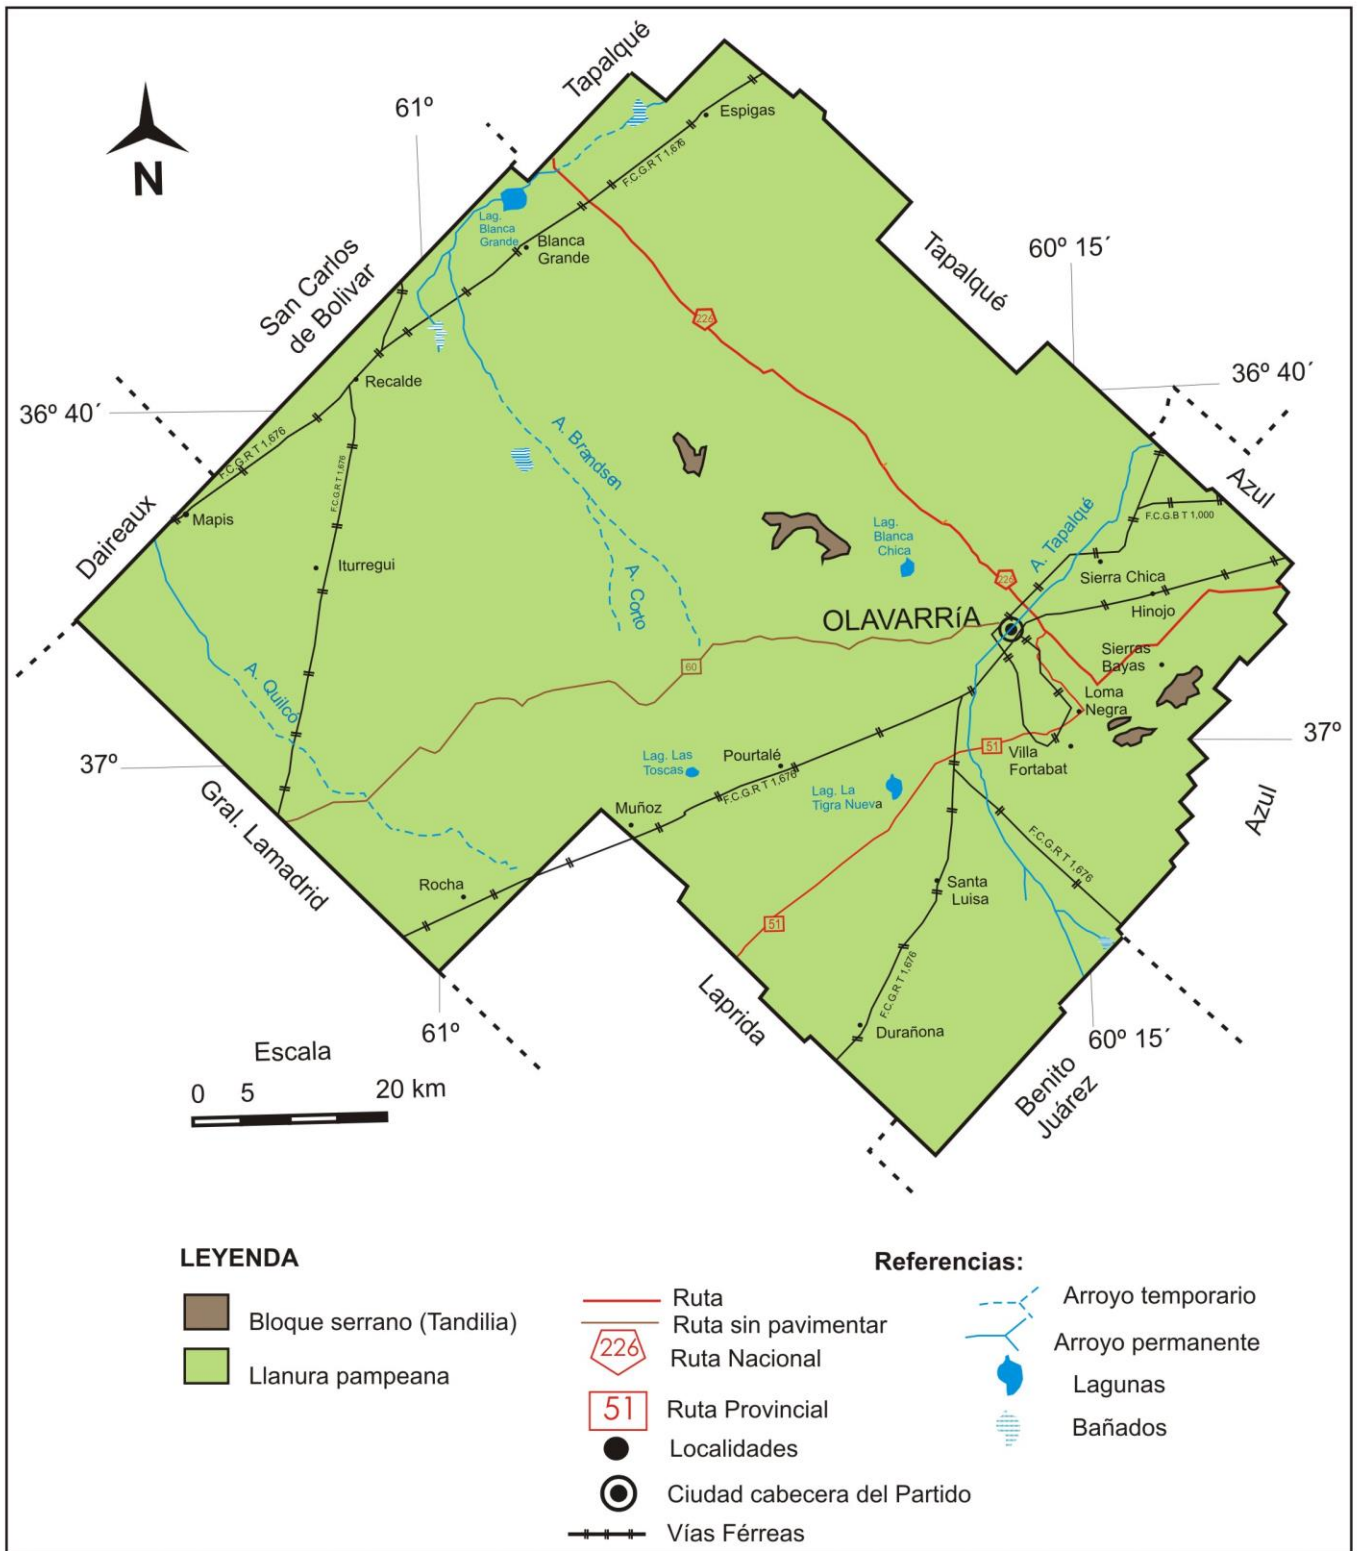 Tapalqué
61º
Espigas
F.C.G.R T 1,676
N
Lag.
Blanca
Grande
Blanca
Grande
San Carlos
de Bolivar
Tapalqué
60º 15´
226
36º 40´
Recalde
36º 40´
F.C.G.R T 1,676
F.C.G.R T 1,676
A. Brandsen
Azul
Daireaux
Mapis
F.C.G.B T 1,000
Lag.
Blanca
Chica
A. Tapalqué
Iturregui
A. Corto
226
Sierra Chica
Hinojo
OLAVARRíA
Sierras
Bayas
60
A. Quilcó
Loma
Negra
37º
51
Villa
Fortabat
Lag. Las
Toscas
Pourtalé
37º
F.C.G.R T 1,676
Lag. La
Tigra Nueva
Gral. Lamadrid
Muñoz
Azul
F.C.G.R T 1,676
Rocha
Santa
Luisa
51
F.C.G.R T 1,676
Laprida
61º
Durañona
60º 15´
Benito
Juárez
Escala
0 5 20 km
LEYENDA
Bloque serrano (Tandilia)
Llanura pampeana
Ruta
Ruta sin pavimentar
226
Ruta Nacional
51
Ruta Provincial
Localidades
Ciudad cabecera del Partido
Vías Férreas
Referencias:
Arroyo temporario
Arroyo permanente
Lagunas
Bañados